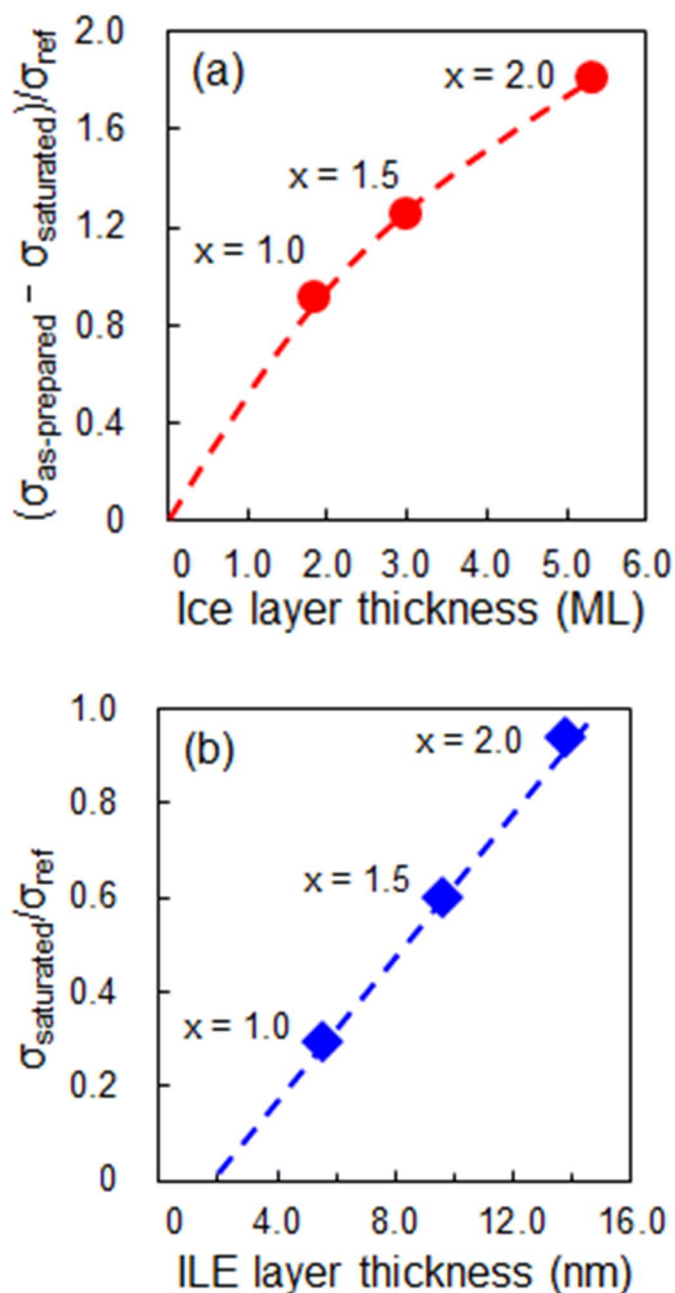 (σas-prepared − σsaturated)/σref
2.0
1.6
1.2
0.8
0.4
0
(a)
x = 2.0
x = 1.5
x = 1.0
0 1.0 2.0 3.0 4.0 5.0 6.0
Ice layer thickness (ML)
σsaturated/σref
1.0
0.8
0.6
0.4
0.2
0
(b)
x = 2.0
x = 1.5
x = 1.0
0 4.0 8.0 12.0 16.0
ILE layer thickness (nm)